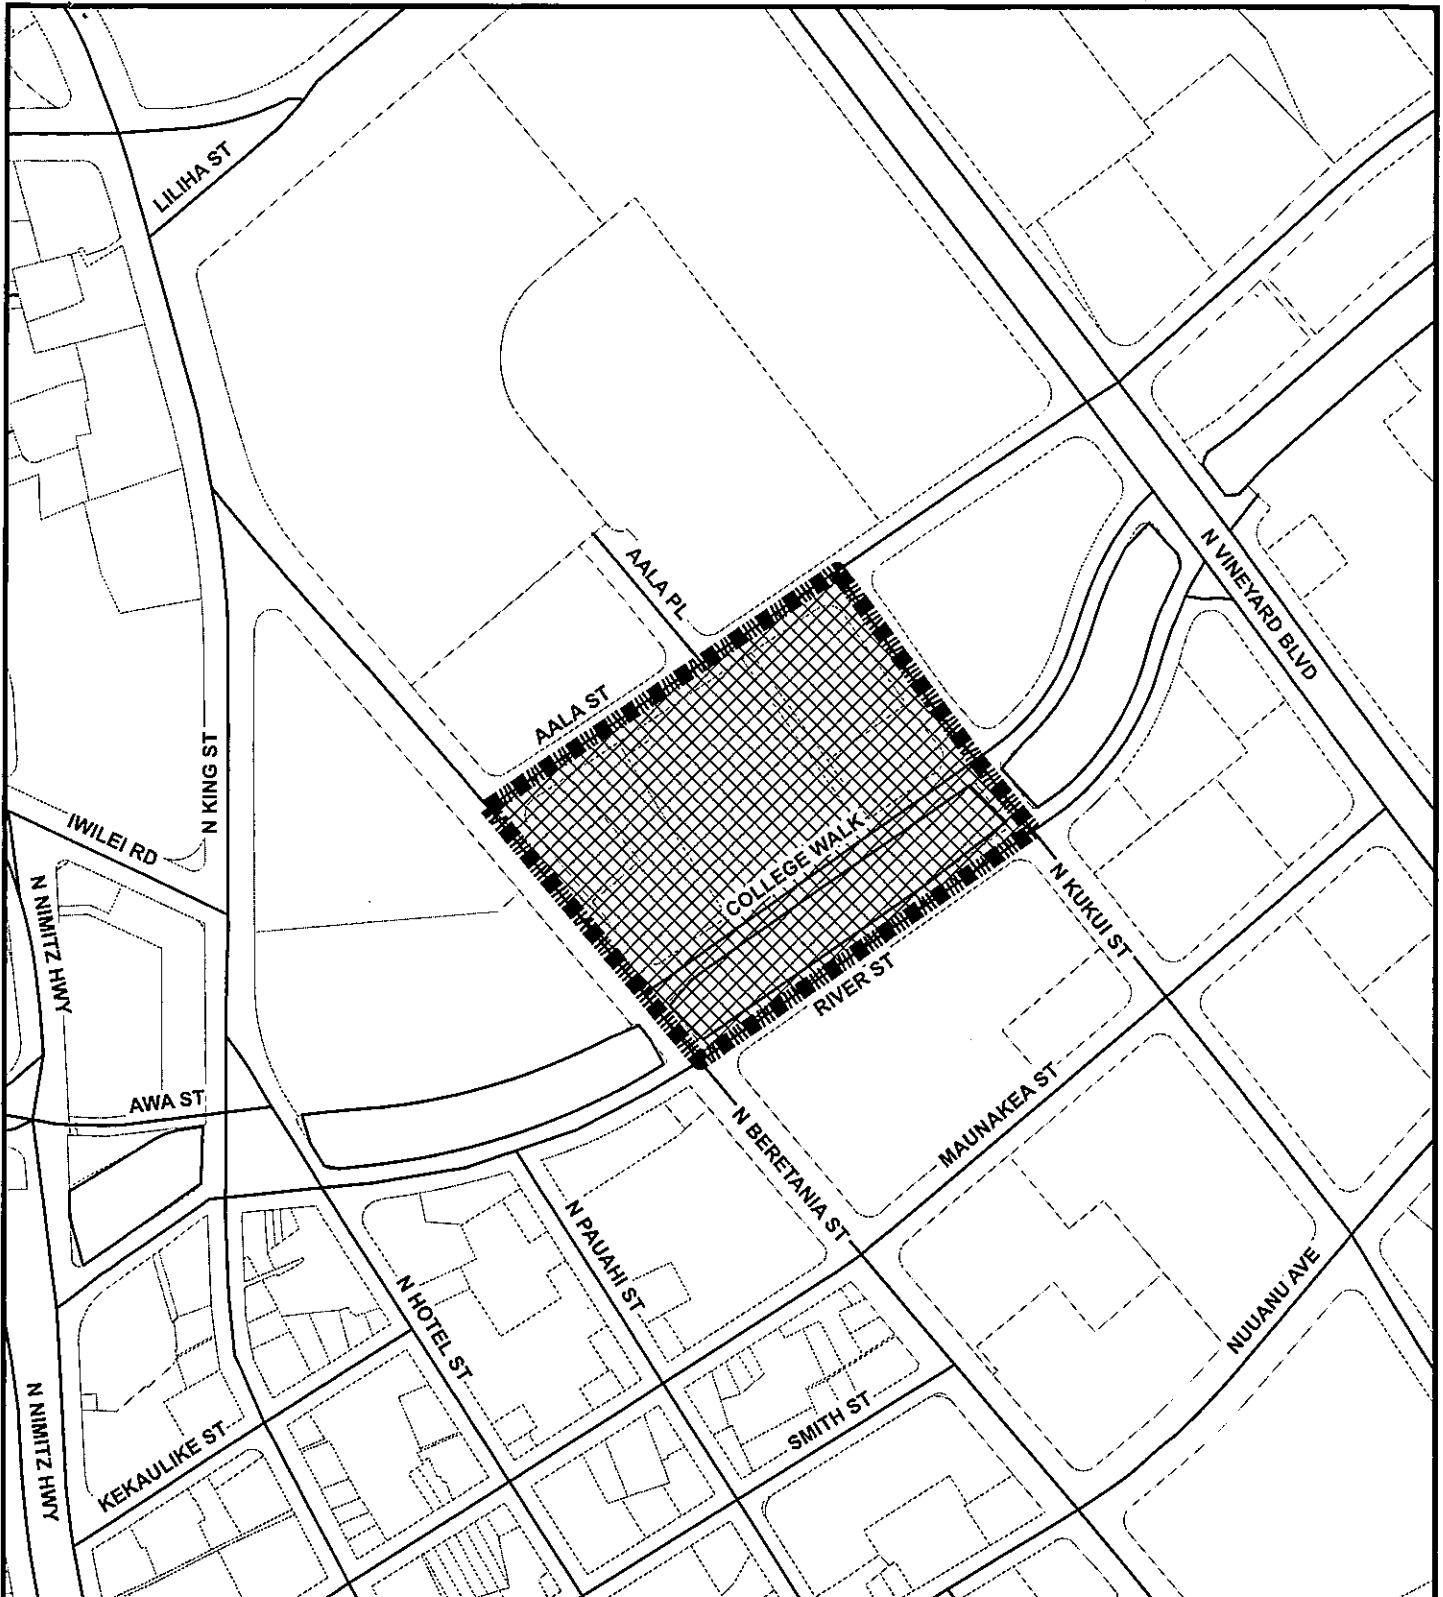 LILIHA ST
AALA PL
N VINEYARD BLVD
AALA ST
N KING ST
IWILEI RD
COLLEGE WALK
N NIMITZ HWY
N KUKUI ST
RIVER ST
AWA ST
MAUNAKEA ST
N BERETANIA ST
N PAUAHI ST
N HOTEL ST
NUUANU AVE
SMITH ST
KEKAULIKE ST
N NIMITZ HWY